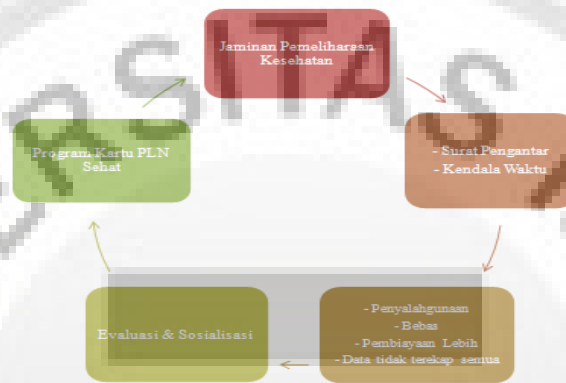 Jaminan Pemeliharaan
Kesehatan
- Surat Pengantar
- Kendala Waktu
- Penyalahgunaan
- Bebas
- Pembiayaan Lebih
- Data tidak terekap semua
Evaluasi & Sosialisasi
Program Kartu PLN
Sehat
RSITAS